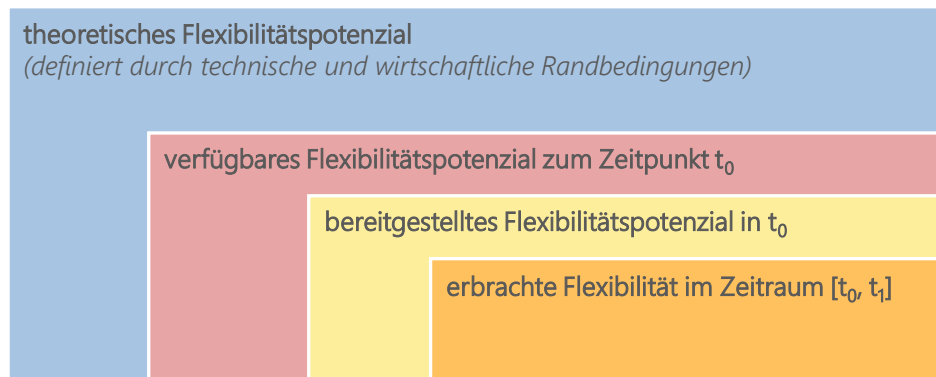 theoretisches Flexibilitätspotenzial
(definiert durch technische und wirtschaftliche Randbedingungen)
verfügbares Flexibilitätspotenzial zum Zeitpunkt t₀
bereitgestelltes Flexibilitätspotenzial in t₀
erbrachte Flexibilität im Zeitraum [t₀, t₁]